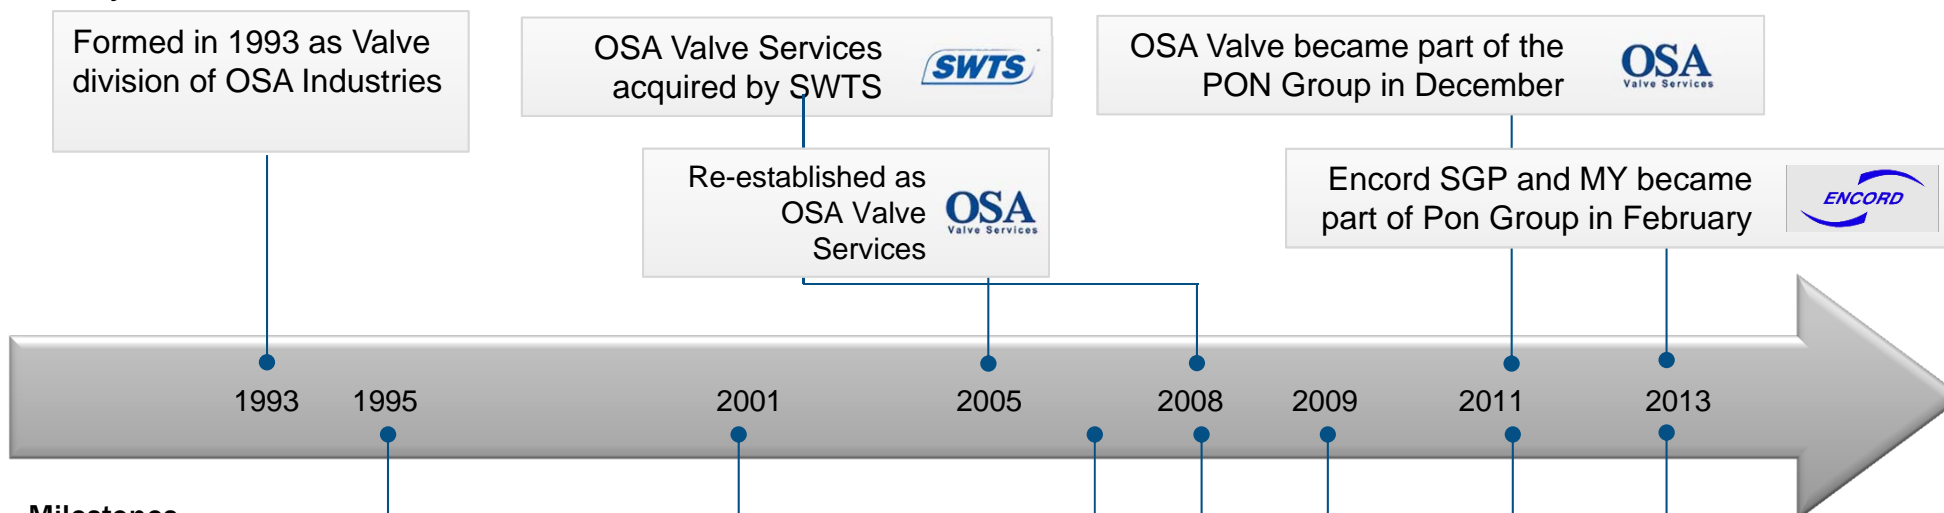 Formed in 1993 as Valve
division of OSA Industries
OSA Valve Services
acquired by SWTS
SWTS
OSA Valve became part of the
PON Group in December
OSA
Valve Services
Re-established as
OSA Valve
Services
OSA
Valve Services
Encord SGP and MY became
part of Pon Group in February
ENCORD
1993 1995 2001 2005 2008 2009 2011 2013
Milestones